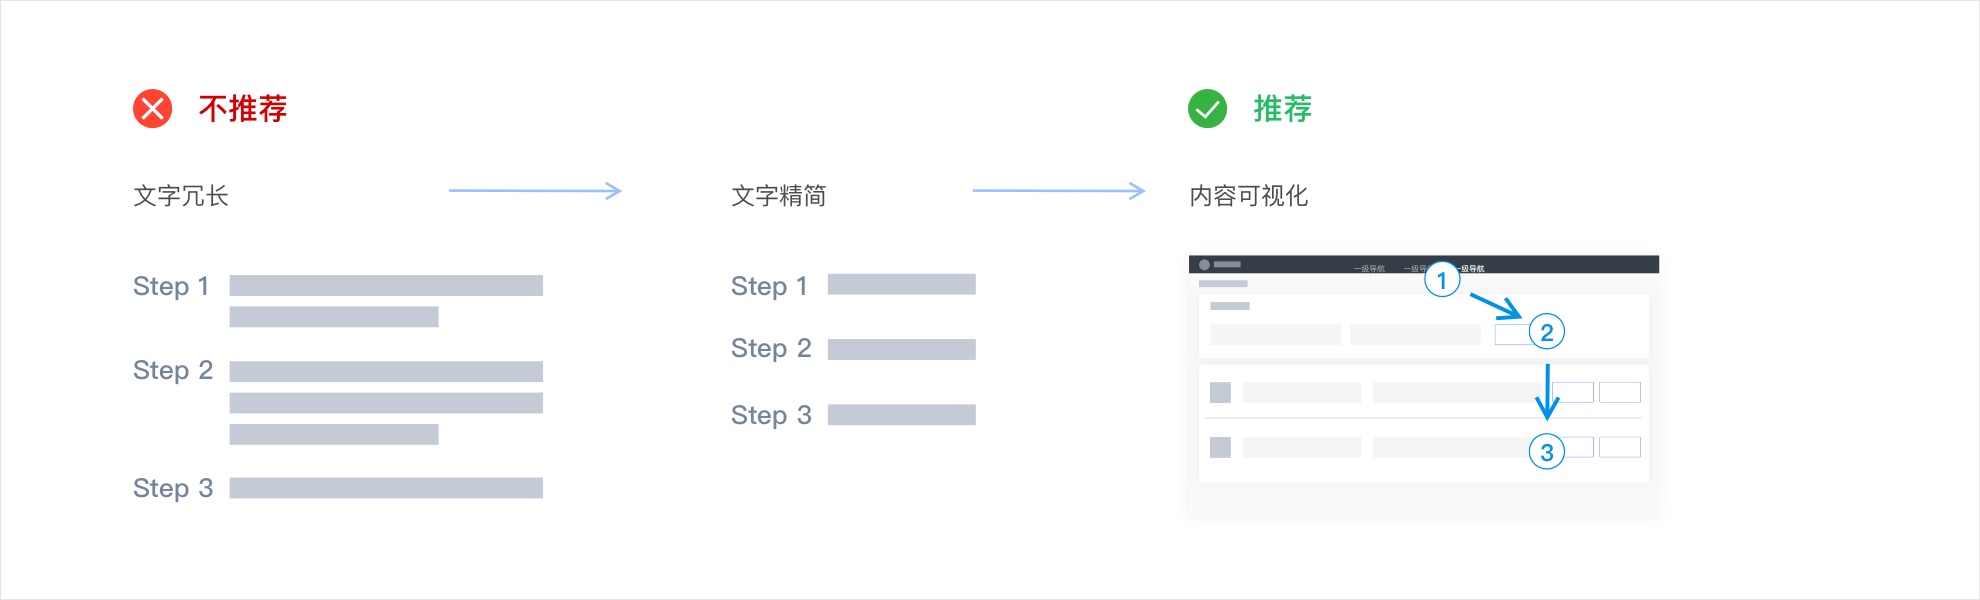 不推荐
推荐
文字冗长
文字精简
内容可视化
Step 1
Step 2
Step 3
Step 1
Step 2
Step 3
一级导航 一级导 级导航
1
2
3